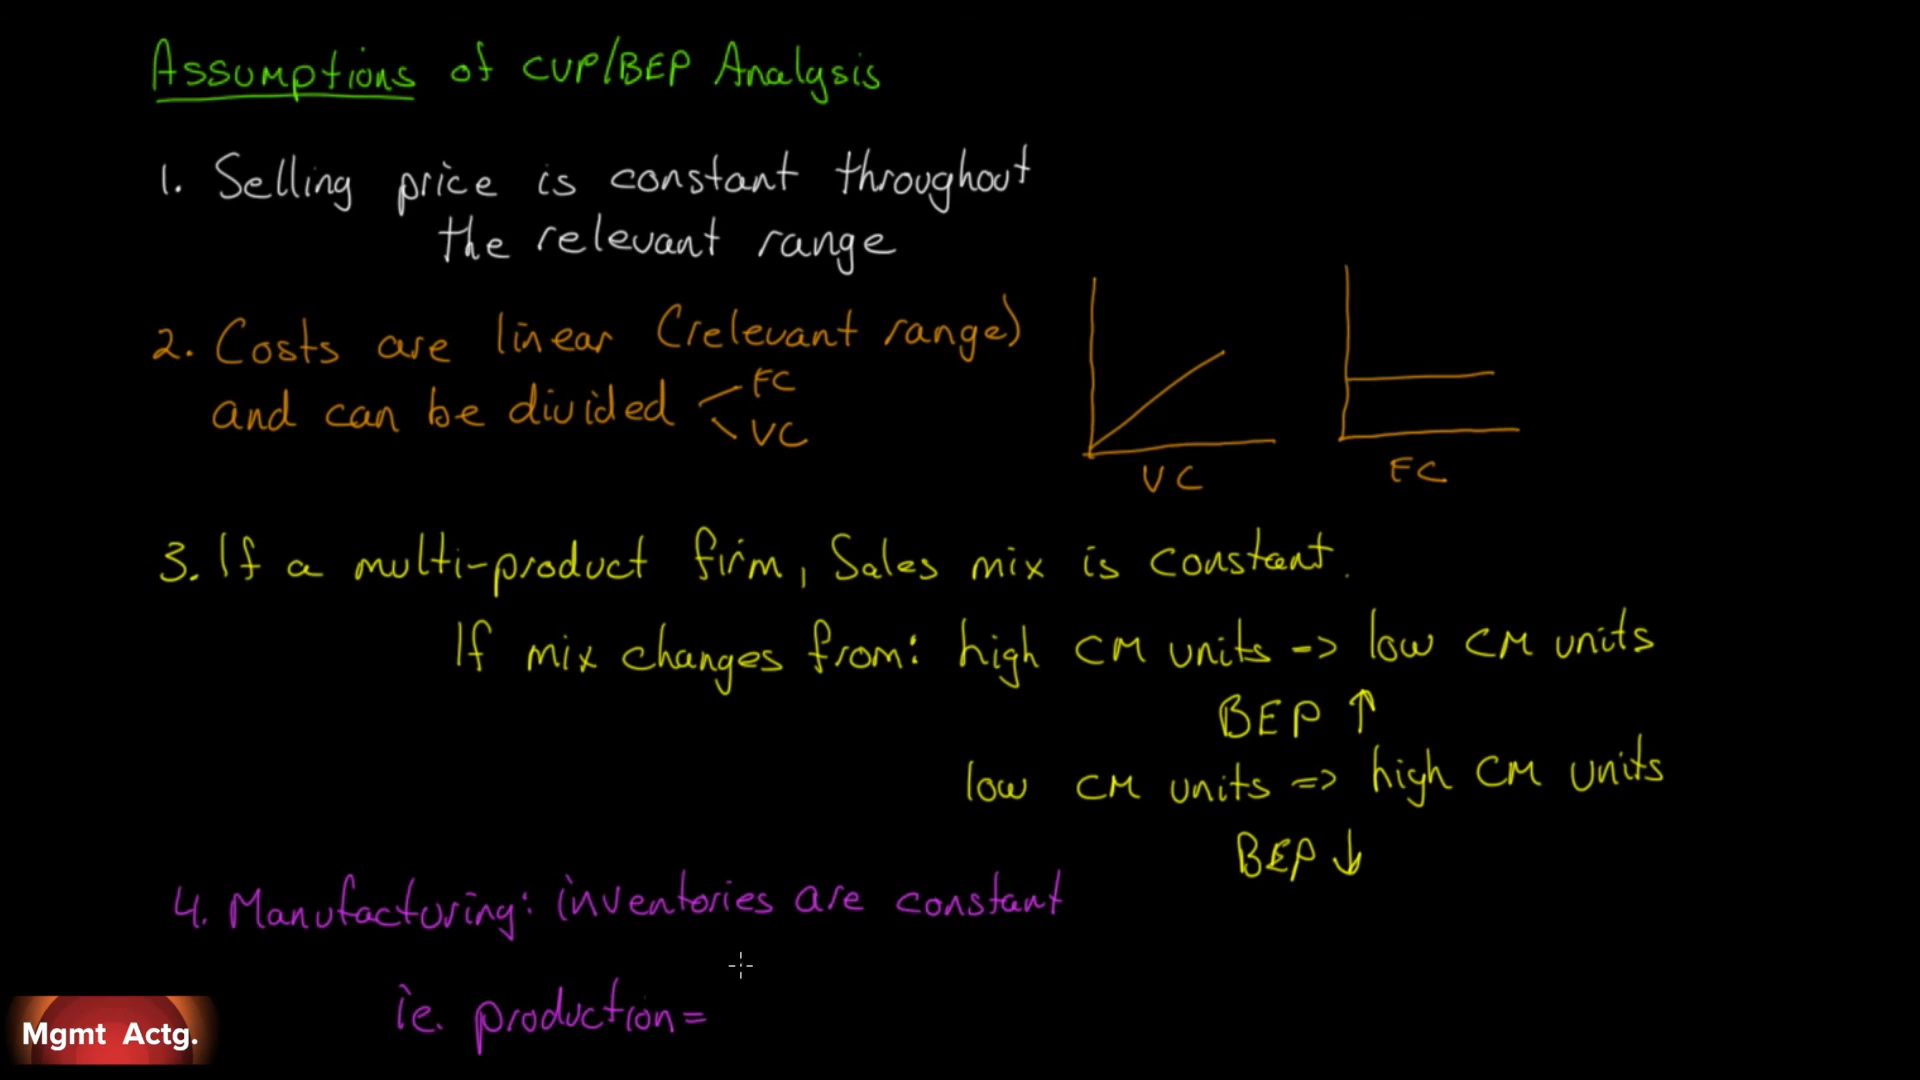 Assumptions of CVP/BEP Analysis
1. Selling price is constant throughout
the relevant range
2. Costs are linear (relevant range)
and can be divided FC
VC
VC
FC
3. If a multi-product firm, Sales mix is constant.
If mix changes from: high CM units -> low CM units
BEP ↑
low CM units => high CM units
BEP ↓
4. Manufacturing: inventories are constant
ie. production=
Mgmt Actg.